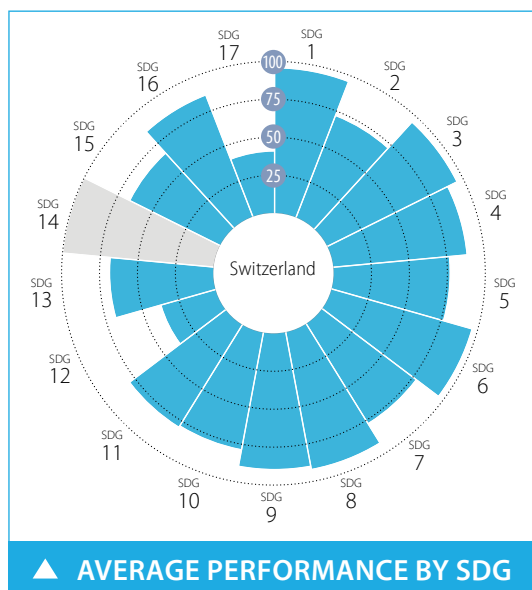 SDG
1
SDG
2
SDG
3
SDG
4
SDG
5
SDG
6
SDG
7
SDG
8
SDG
9
SDG
10
SDG
11
SDG
12
SDG
13
SDG
14
SDG
15
SDG
16
SDG
17
100
75
50
25
Switzerland
AVERAGE PERFORMANCE BY SDG